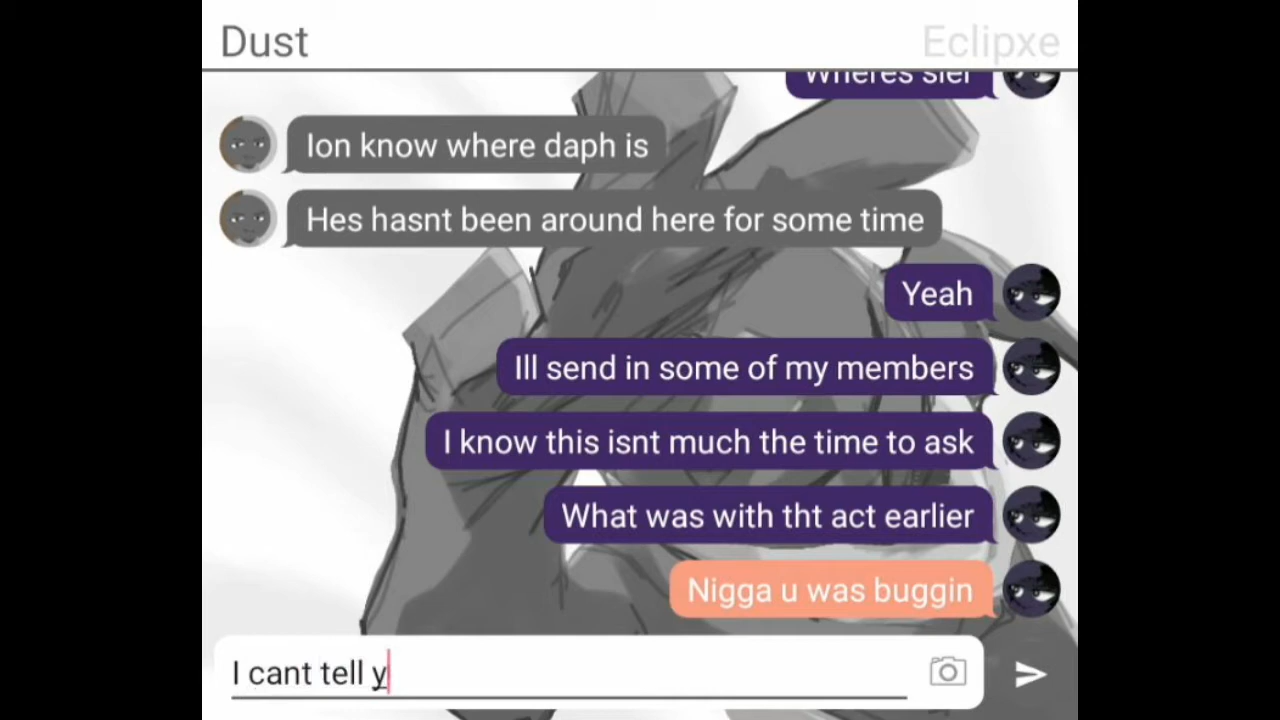 Dust
Eclipxe
Wheres sier
Ion know where daph is
Hes hasnt been around here for some time
Yeah
Ill send in some of my members
I know this isnt much the time to ask
What was with tht act earlier
Nigga u was buggin
I cant tell y